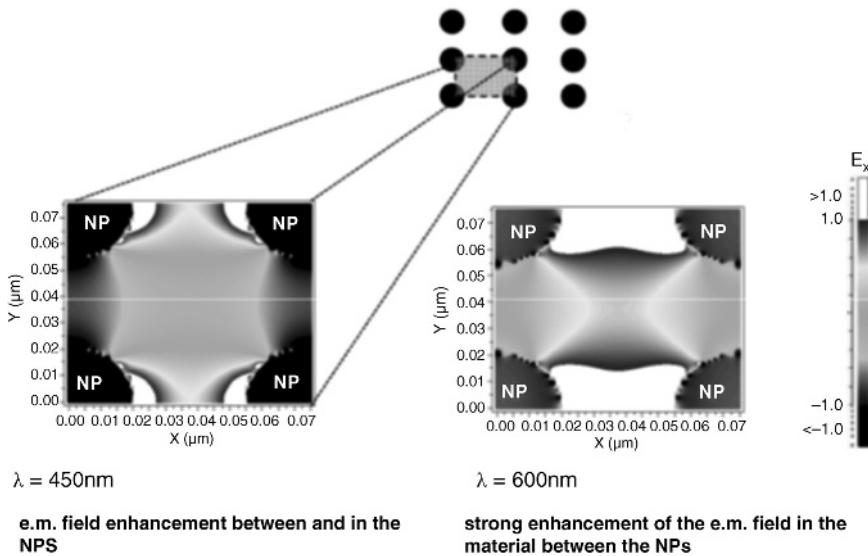 NP NP
NP NP
0.07
0.06
0.05
0.04
0.03
0.02
0.01
0.00
Y (µm)
0.00 0.01 0.02 0.03 0.04 0.05 0.06 0.07
X (µm)
λ = 450nm
e.m. field enhancement between and in the
NPS
NP NP
NP NP
0.07
0.06
0.05
0.04
0.03
0.02
0.01
0.00
Y (µm)
0.00 0.01 0.02 0.03 0.04 0.05 0.06 0.07
X (µm)
λ = 600nm
strong enhancement of the e.m. field in the
material between the NPs
Ex
>1.0
1.0
−1.0
<−1.0